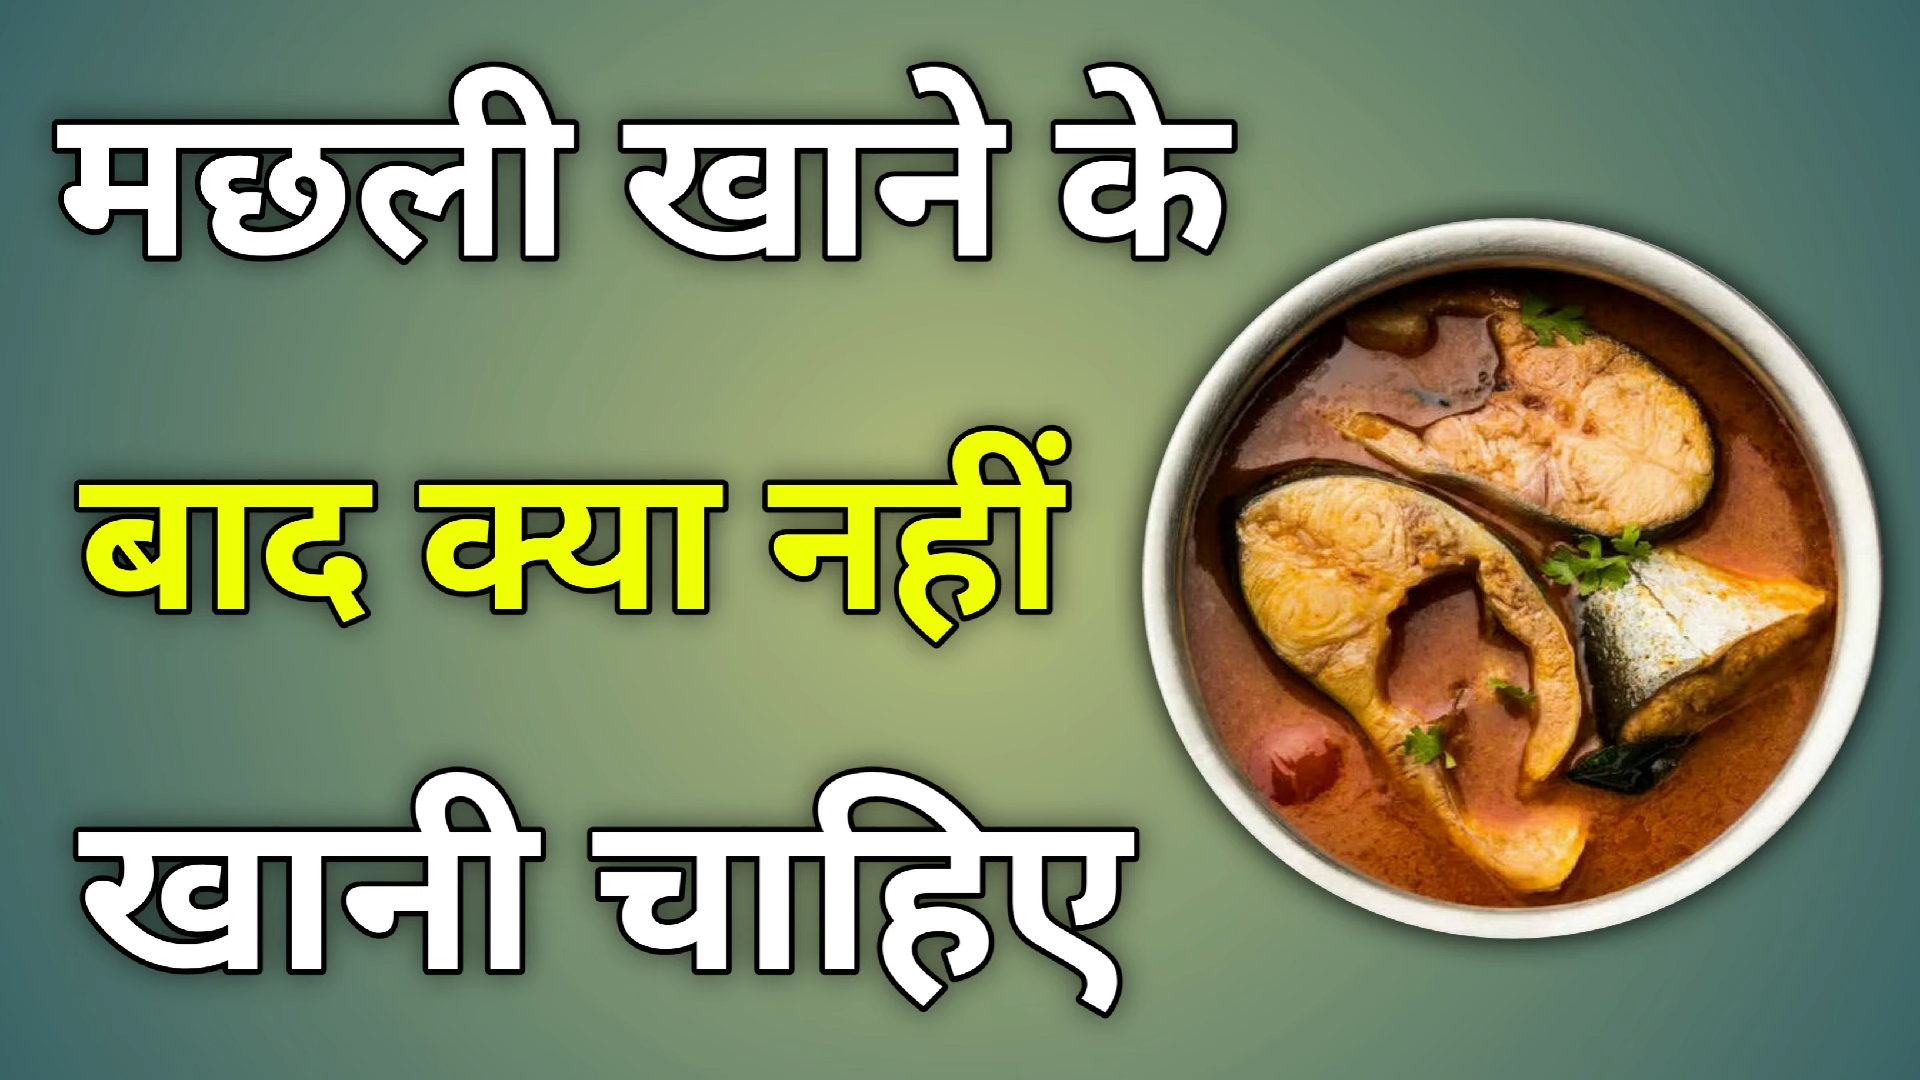 मछली खाने के
बाद क्या नहीं
खानी चाहिए